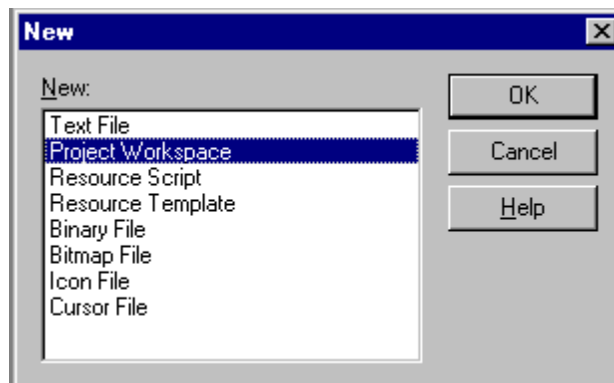 New
New:
Text File
Project Workspace
Resource Script
Resource Template
Binary File
Bitmap File
Icon File
Cursor File
OK
Cancel
Help